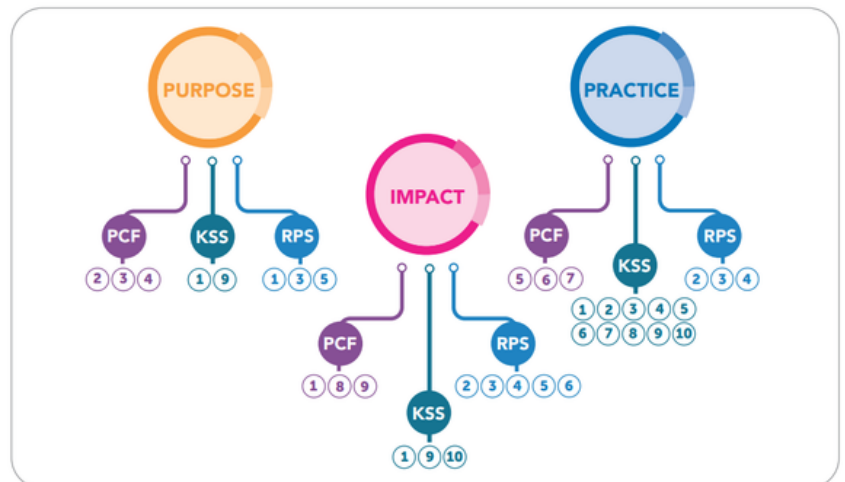 PURPOSE
PCF
KSS
RPS
2 3 4
1 9
1 3 5
IMPACT
PCF
KSS
RPS
1 8 9
1 9 10
2 3 4 5 6
PRACTICE
PCF
KSS
RPS
5 6 7
1 2 3 4 5
6 7 8 9 10
2 3 4